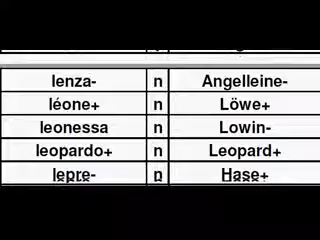 lenza- n Angelleine-
léone+ n Löwe+
leonessa n Lowin-
leopardo+ n Leopard+
lepre- n Hase+